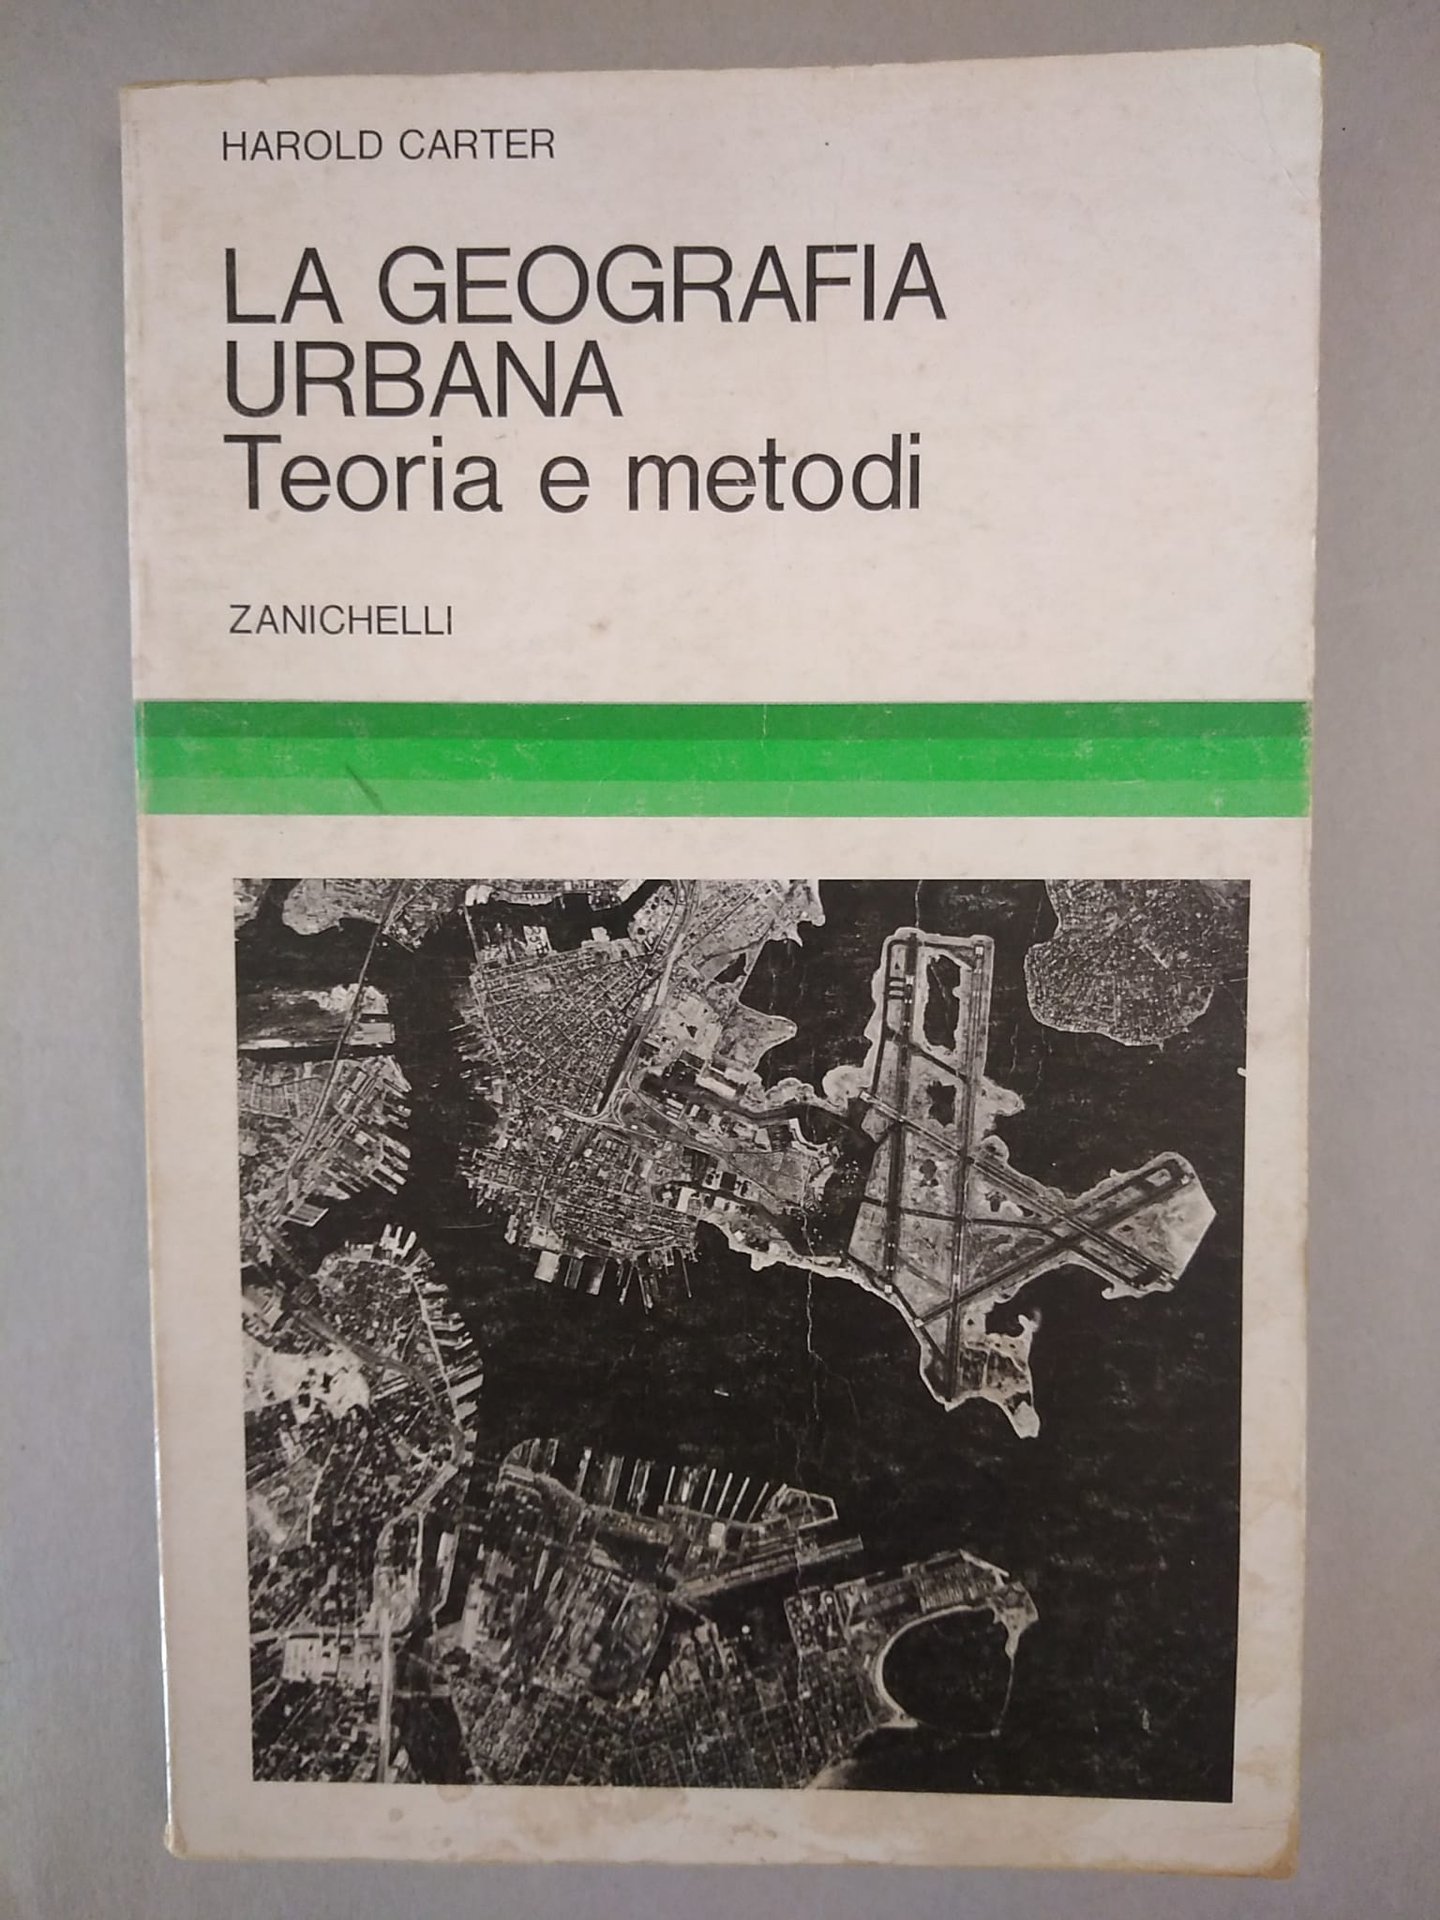 HAROLD CARTER
LA GEOGRAFIA
URBANA
Teoria e metodi
ZANICHELLI